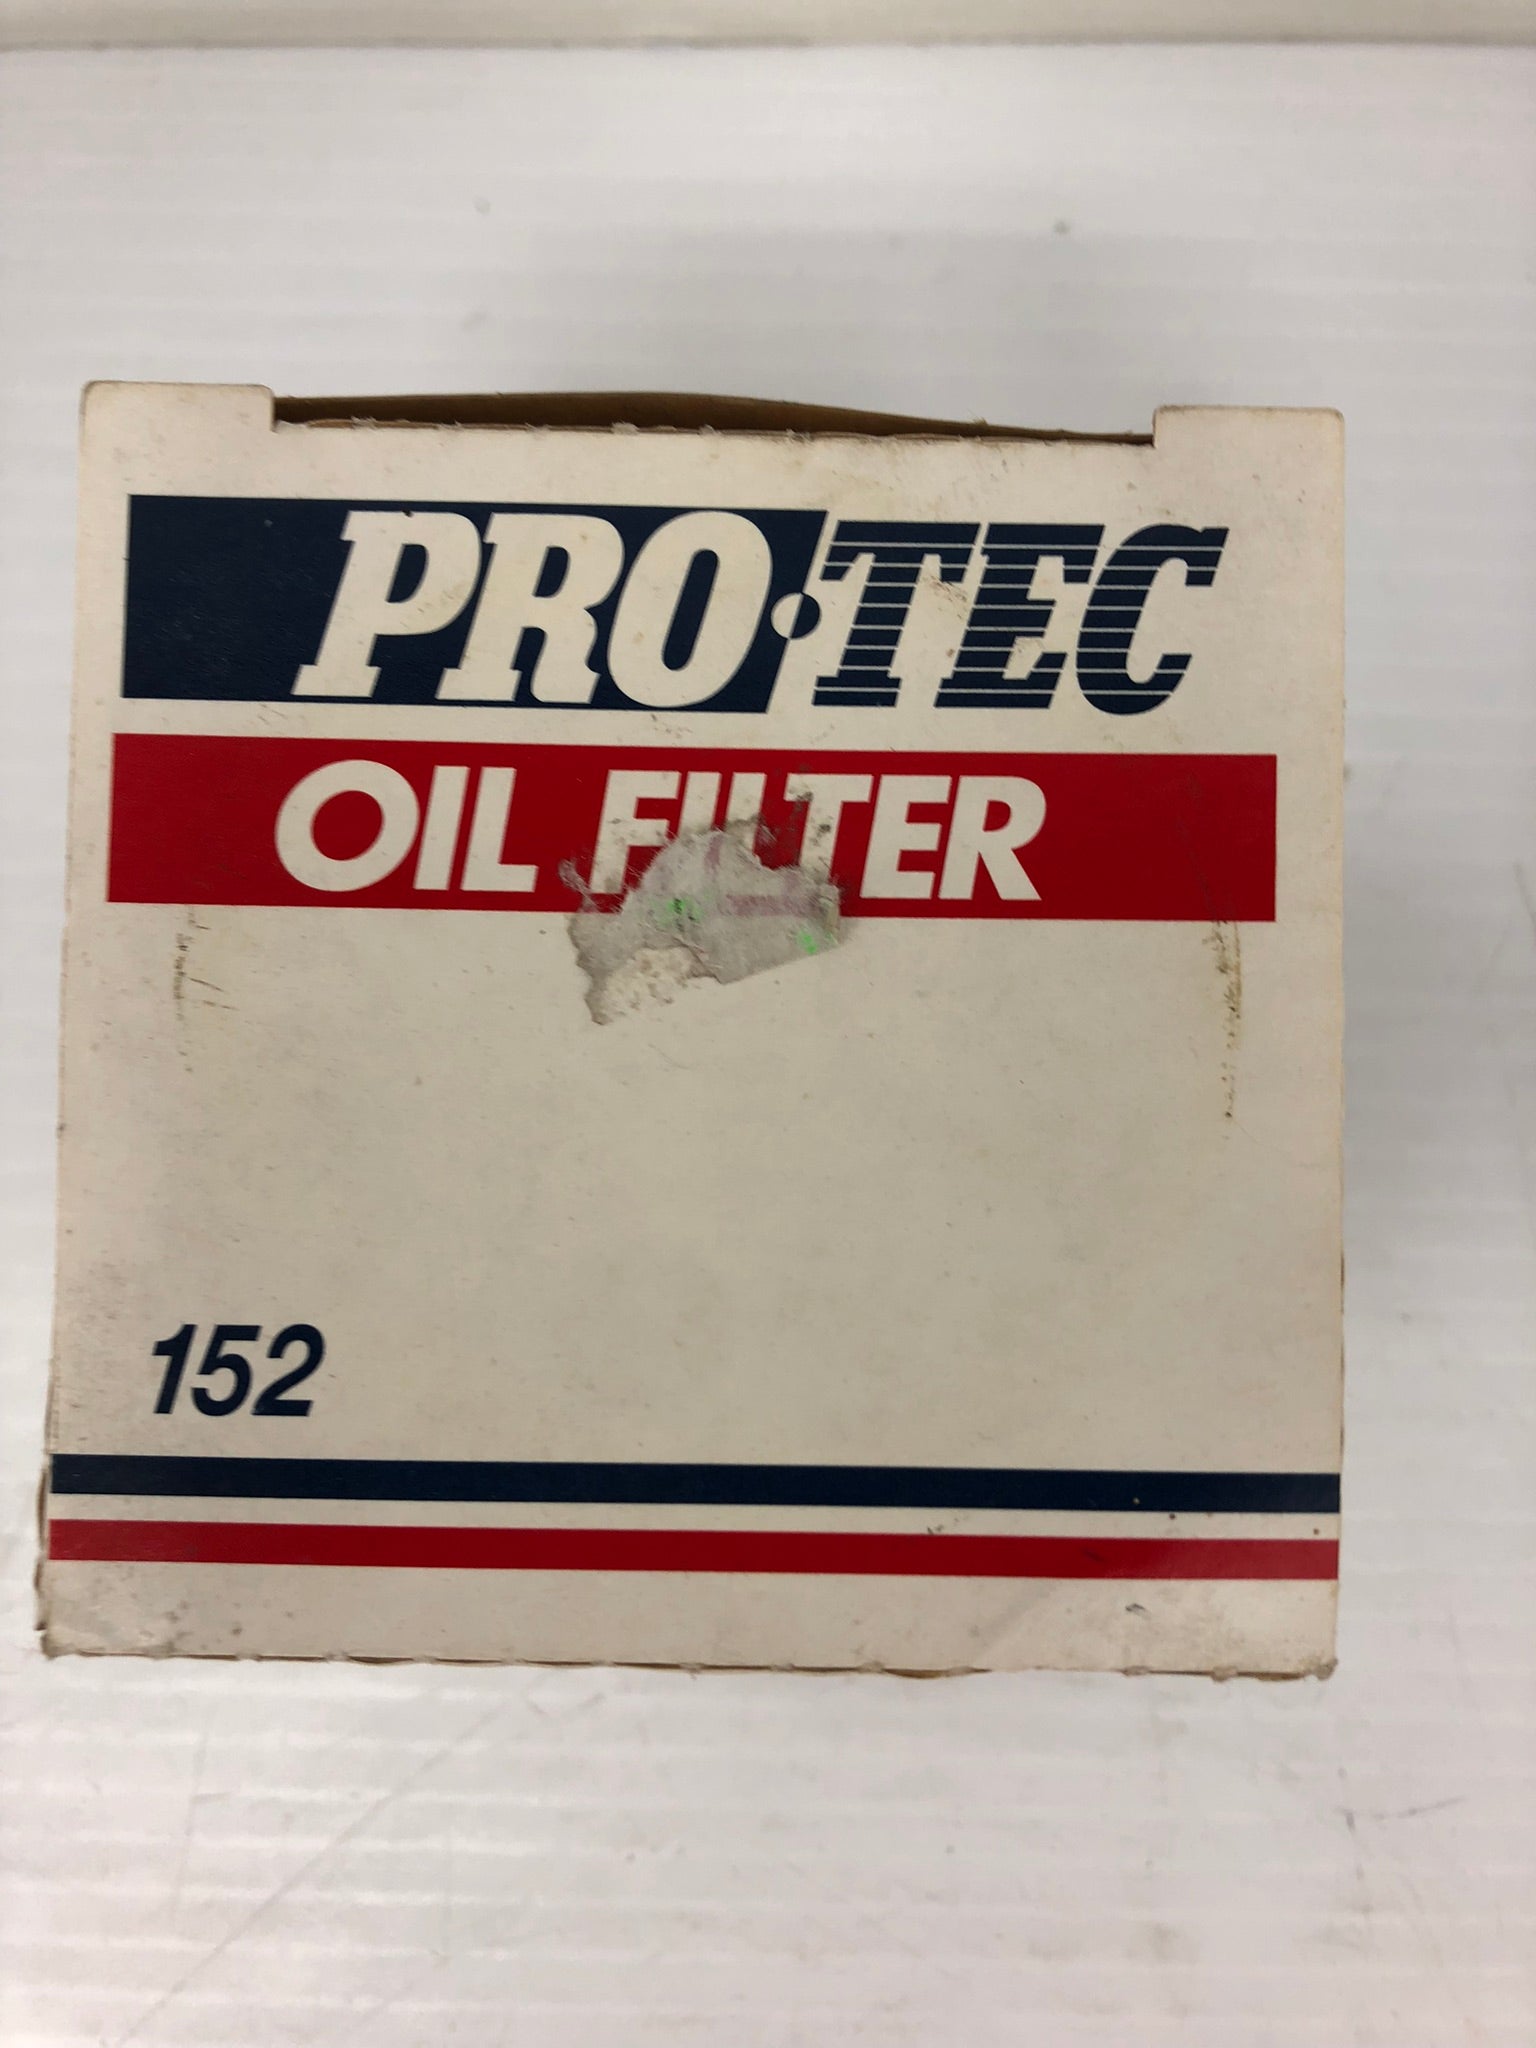 PRO·TEC
OIL FILTER
152